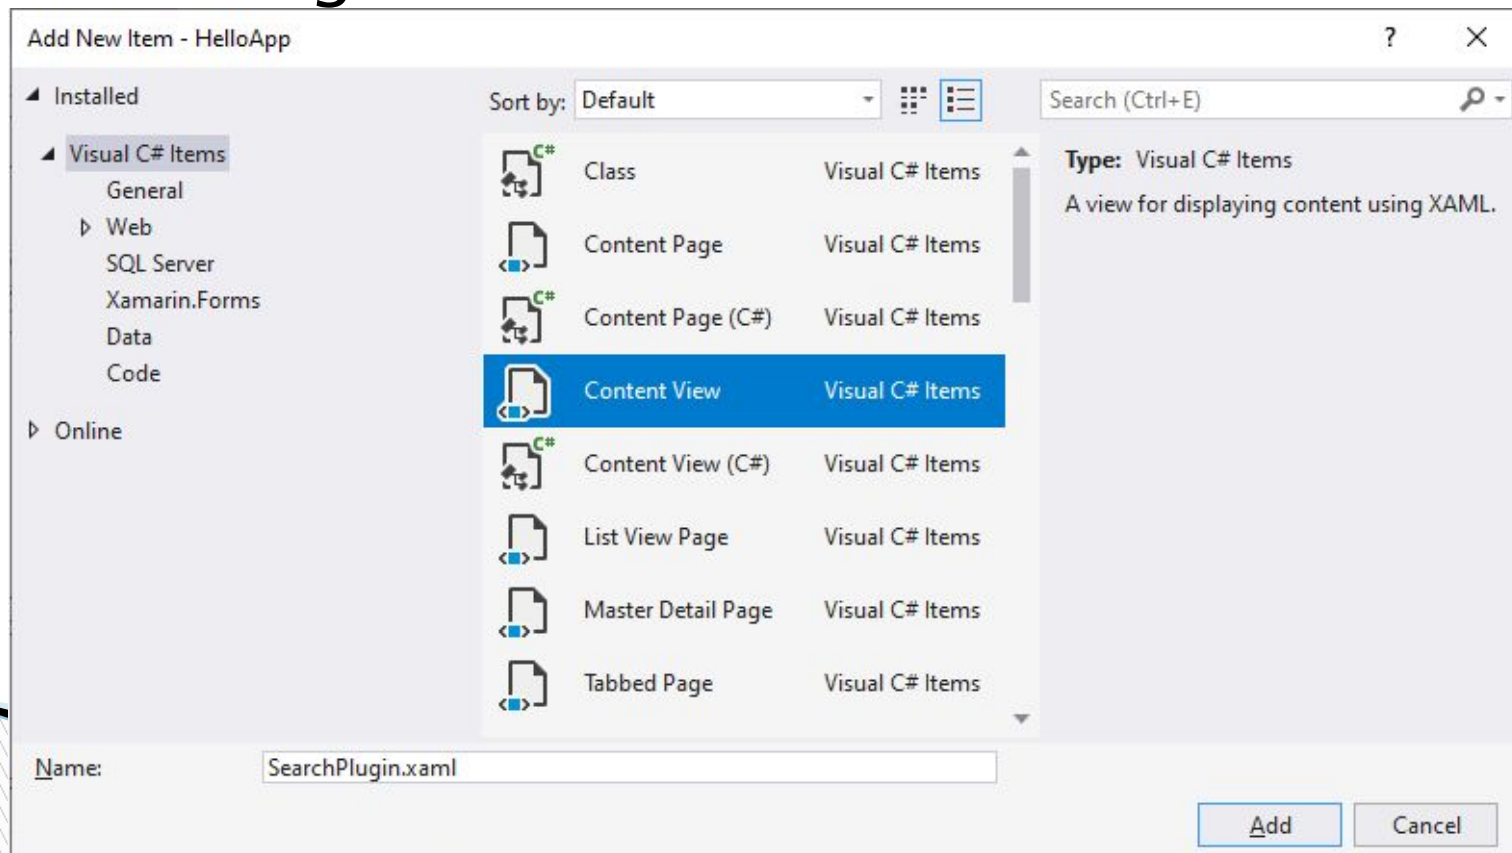 Add New Item - HelloApp
?
Installed
Visual C# Items
General
Web
SQL Server
Xamarin.Forms
Data
Code
Online
Sort by: Default
Search (Ctrl+E)
C# Class Visual C# Items
Content Page Visual C# Items
C# Content Page (C#) Visual C# Items
Content View Visual C# Items
C# Content View (C#) Visual C# Items
List View Page Visual C# Items
Master Detail Page Visual C# Items
Tabbed Page Visual C# Items
Type: Visual C# Items
A view for displaying content using XAML.
Name: SearchPlugin.xaml
Add Cancel